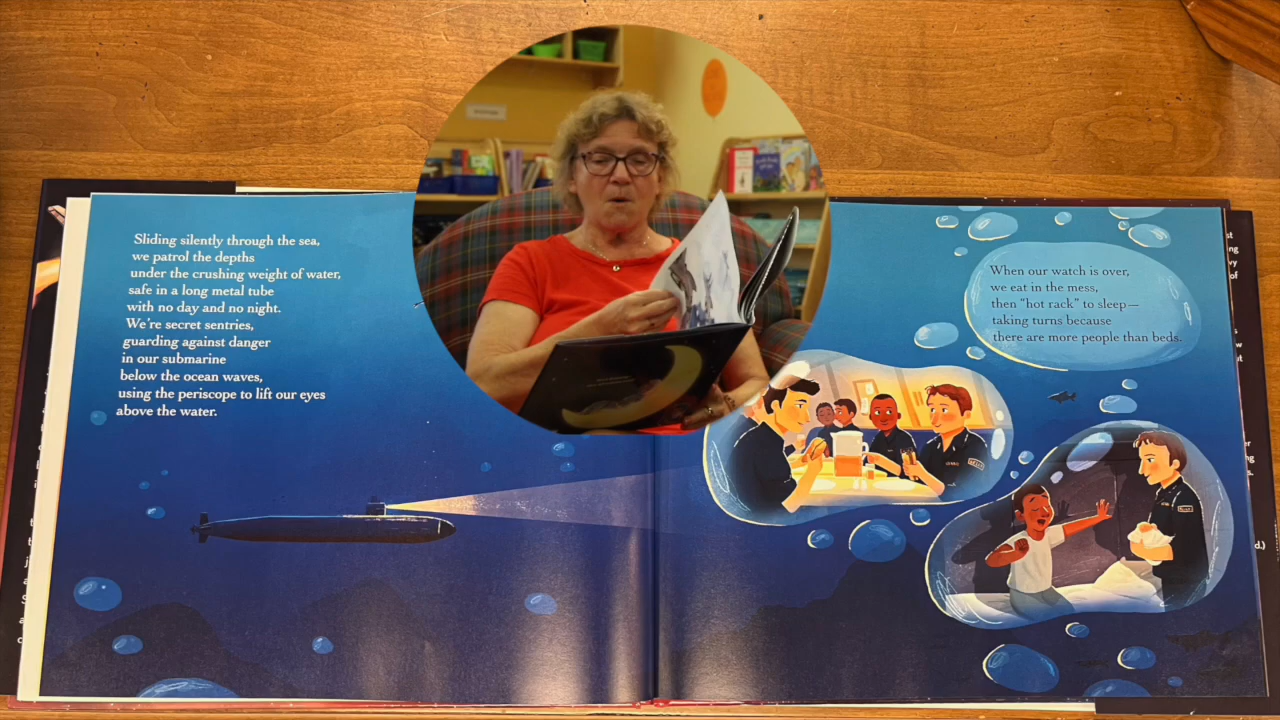 Sliding silently through the sea,
we patrol the depths
under the crushing weight of water,
safe in a long metal tube
with no day and no night.
We're secret sentries,
guarding against danger
in our submarine
below the ocean waves,
using the periscope to lift our eyes
above the water.
When our watch is over,
we eat in the mess,
then "hot rack" to sleep—
taking turns because
there are more people than beds.